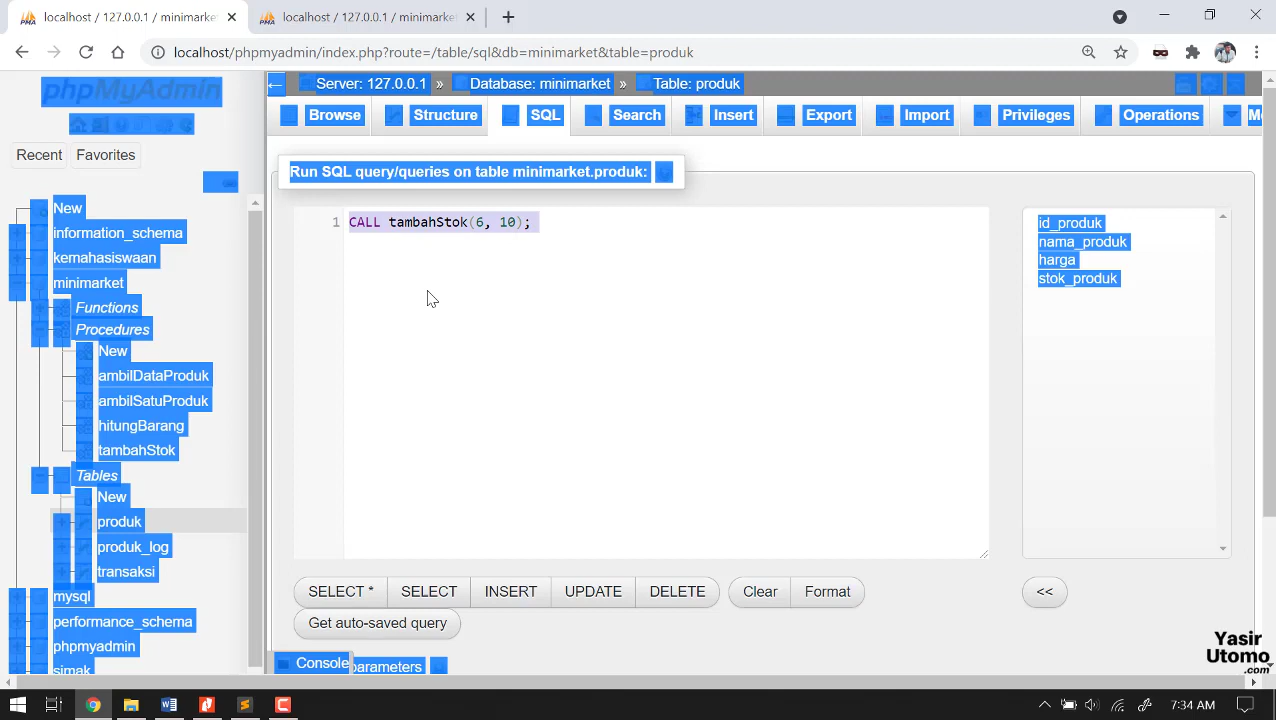 localhost / 127.0.0.1 / minimarke
localhost / 127.0.0.1 / minimarke
localhost/phpmyadmin/index.php?route=/table/sql&db=minimarket&table=produk
phpMyAdmin
Recent
Favorites
New
information_schema
kemahasiswaan
minimarket
Functions
Procedures
New
ambilDataProduk
ambilSatuProduk
hitungBarang
tambahStok
Tables
New
produk
produk_log
transaksi
mysql
performance_schema
phpmyadmin
simak
Server: 127.0.0.1 » Database: minimarket » Table: produk
Browse Structure SQL Search Insert Export Import Privileges Operations Mo
Run SQL query/queries on table minimarket.produk:
1 CALL tambahStok(6, 10);
id_produk
nama_produk
harga
stok_produk
SELECT * SELECT INSERT UPDATE DELETE Clear Format <<
Get auto-saved query
Console parameters
Yasir
Utomo
.com
7:34 AM